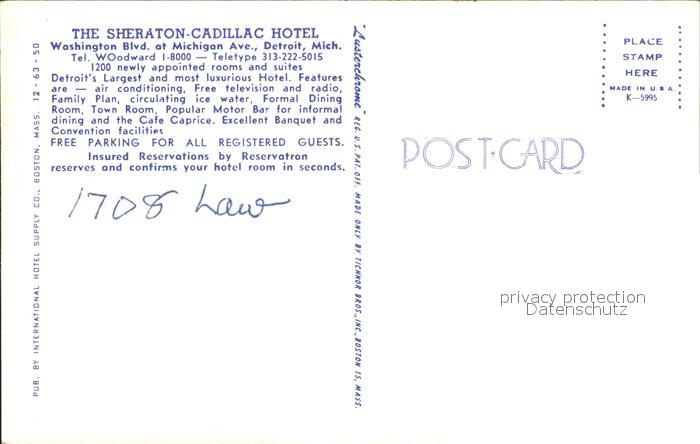 THE SHERATON-CADILLAC HOTEL
Washington Blvd. at Michigan Ave., Detroit, Mich.
Tel. WOodward 1-8000 — Teletype 313-222-5015
1200 newly appointed rooms and suites
Detroit's Largest and most luxurious Hotel. Features
are — air conditioning, Free television and radio,
Family Plan, circulating ice water, Formal Dining
Room, Town Room, Popular Motor Bar for informal
dining and the Cafe Caprice. Excellent Banquet and
Convention facilities
FREE PARKING FOR ALL REGISTERED GUESTS.
Insured Reservations by Reservatron
reserves and confirms your hotel room in seconds.
1708 Law
PUB. BY INTERNATIONAL HOTEL SUPPLY CO., BOSTON, MASS. 12-63-50
"Lusterchrome" REG. U.S. PAT. OFF. MADE ONLY BY TICHNOR BROS., INC., BOSTON 15, MASS.
PLACE
STAMP
HERE
MADE IN U.S.A.
K—5995
POST·CARD
privacy protection
Datenschutz